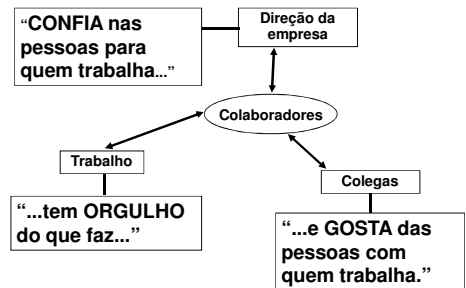 “CONFIA nas
pessoas para
quem trabalha...”
Direção da
empresa
Colaboradores
Trabalho
“...tem ORGULHO
do que faz...”
Colegas
“...e GOSTA das
pessoas com
quem trabalha.”